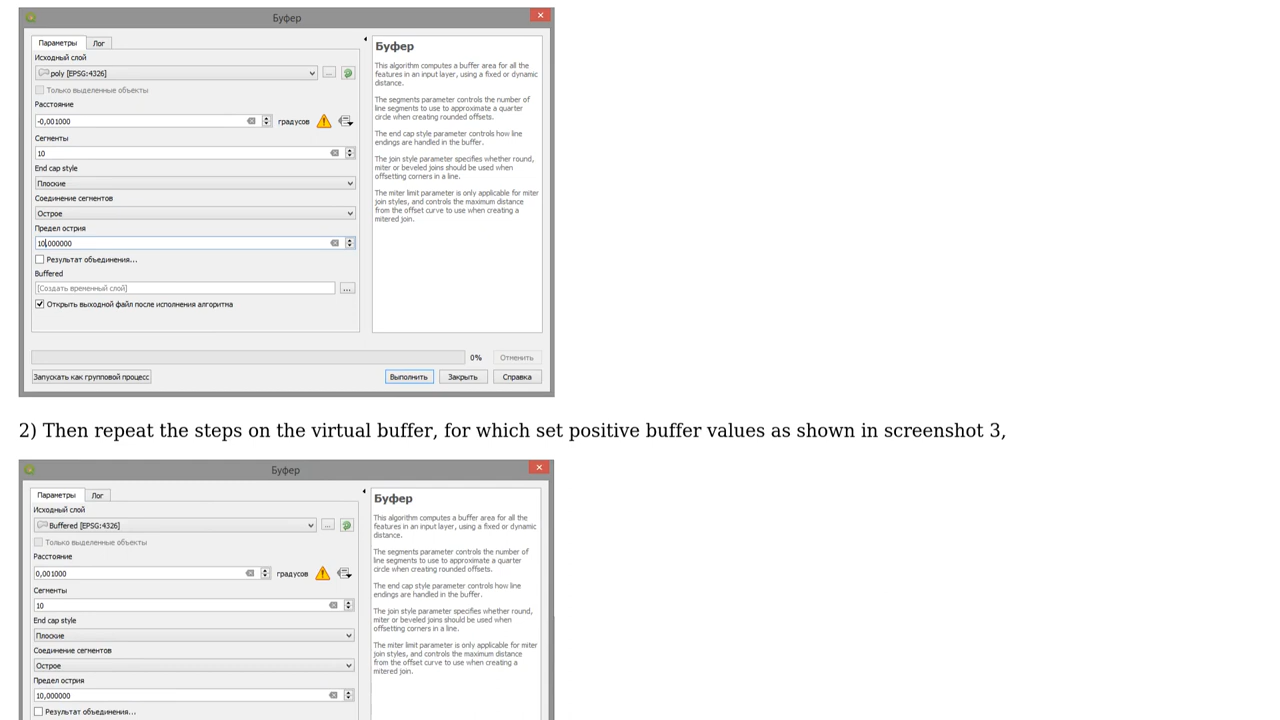 Буфер
Параметры
Лог
Исходный слой
poly [EPSG:4326]
...
Только выделенные объекты
Расстояние
-0,001000
градусов
Сегменты
10
End cap style
Плоские
Соединение сегментов
Острое
Предел острия
10,000000
Результат объединения...
Buffered
[Создать временный слой]
...
Открыть выходной файл после исполнения алгоритма
Буфер
This algorithm computes a buffer area for all the
features in an input layer, using a fixed or dynamic
distance.
The segments parameter controls the number of
line segments to use to approximate a quarter
circle when creating rounded offsets.
The end cap style parameter controls how line
endings are handled in the buffer.
The join style parameter specifies whether round,
miter or beveled joins should be used when
offsetting corners in a line.
The miter limit parameter is only applicable for miter
join styles, and controls the maximum distance
from the offset curve to use when creating a
mitered join.
0%
Отменить
Запускать как групповой процесс
Выполнить
Закрыть
Справка
2) Then repeat the steps on the virtual buffer, for which set positive buffer values as shown in screenshot 3,
Буфер
Параметры
Лог
Исходный слой
Buffered [EPSG:4326]
...
Только выделенные объекты
Расстояние
0,001000
градусов
Сегменты
10
End cap style
Плоские
Соединение сегментов
Острое
Предел острия
10,000000
Результат объединения...
Буфер
This algorithm computes a buffer area for all the
features in an input layer, using a fixed or dynamic
distance.
The segments parameter controls the number of
line segments to use to approximate a quarter
circle when creating rounded offsets.
The end cap style parameter controls how line
endings are handled in the buffer.
The join style parameter specifies whether round,
miter or beveled joins should be used when
offsetting corners in a line.
The miter limit parameter is only applicable for miter
join styles, and controls the maximum distance
from the offset curve to use when creating a
mitered join.